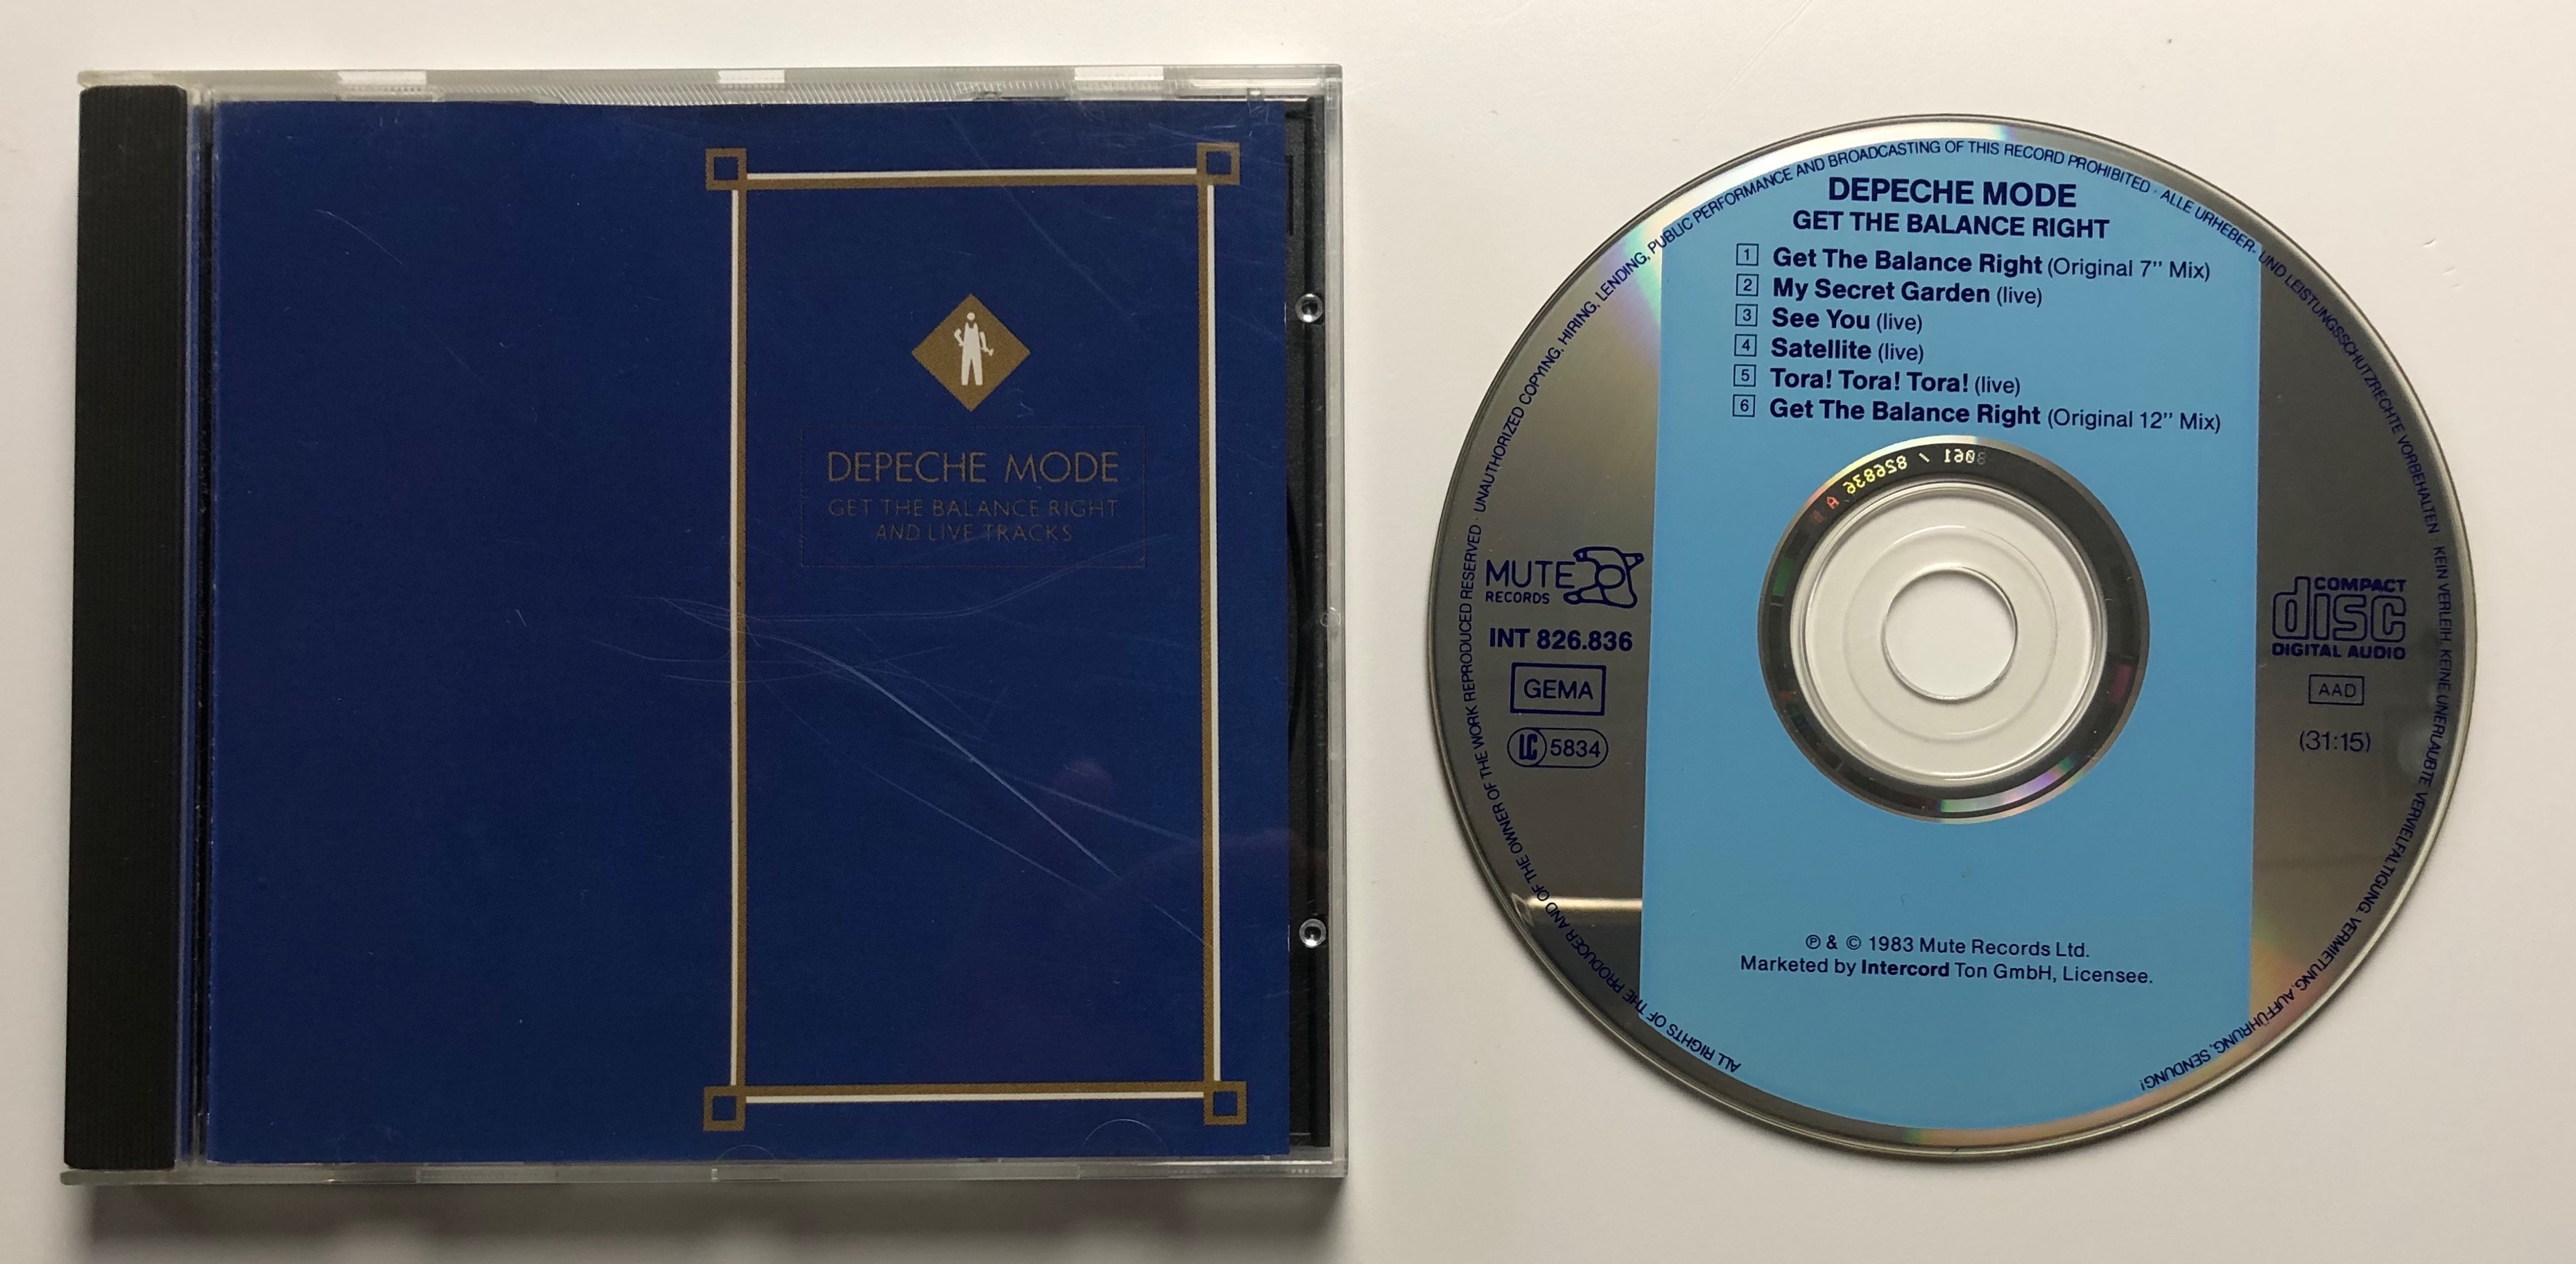 DEPECHE MODE
GET THE BALANCE RIGHT
AND LIVE TRACKS
DEPECHE MODE
GET THE BALANCE RIGHT
1 Get The Balance Right (Original 7" Mix)
2 My Secret Garden (live)
3 See You (live)
4 Satellite (live)
5 Tora! Tora! Tora! (live)
6 Get The Balance Right (Original 12" Mix)
MUTE
RECORDS
INT 826.836
GEMA
LC 5834
COMPACT
disc
DIGITAL AUDIO
AAD
(31:15)
℗ & © 1983 Mute Records Ltd.
Marketed by Intercord Ton GmbH, Licensee.
ALL RIGHTS OF THE PRODUCER AND OF THE OWNER OF THE WORK REPRODUCED RESERVED · UNAUTHORIZED COPYING, HIRING, LENDING, PUBLIC PERFORMANCE AND BROADCASTING OF THIS RECORD PROHIBITED · ALLE URHEBER- UND LEISTUNGSSCHUTZRECHTE VORBEHALTEN · KEIN VERLEIH, KEINE UNERLAUBTE VERVIELFÄLTIGUNG, VERMIETUNG, AUFFÜHRUNG, SENDUNG!